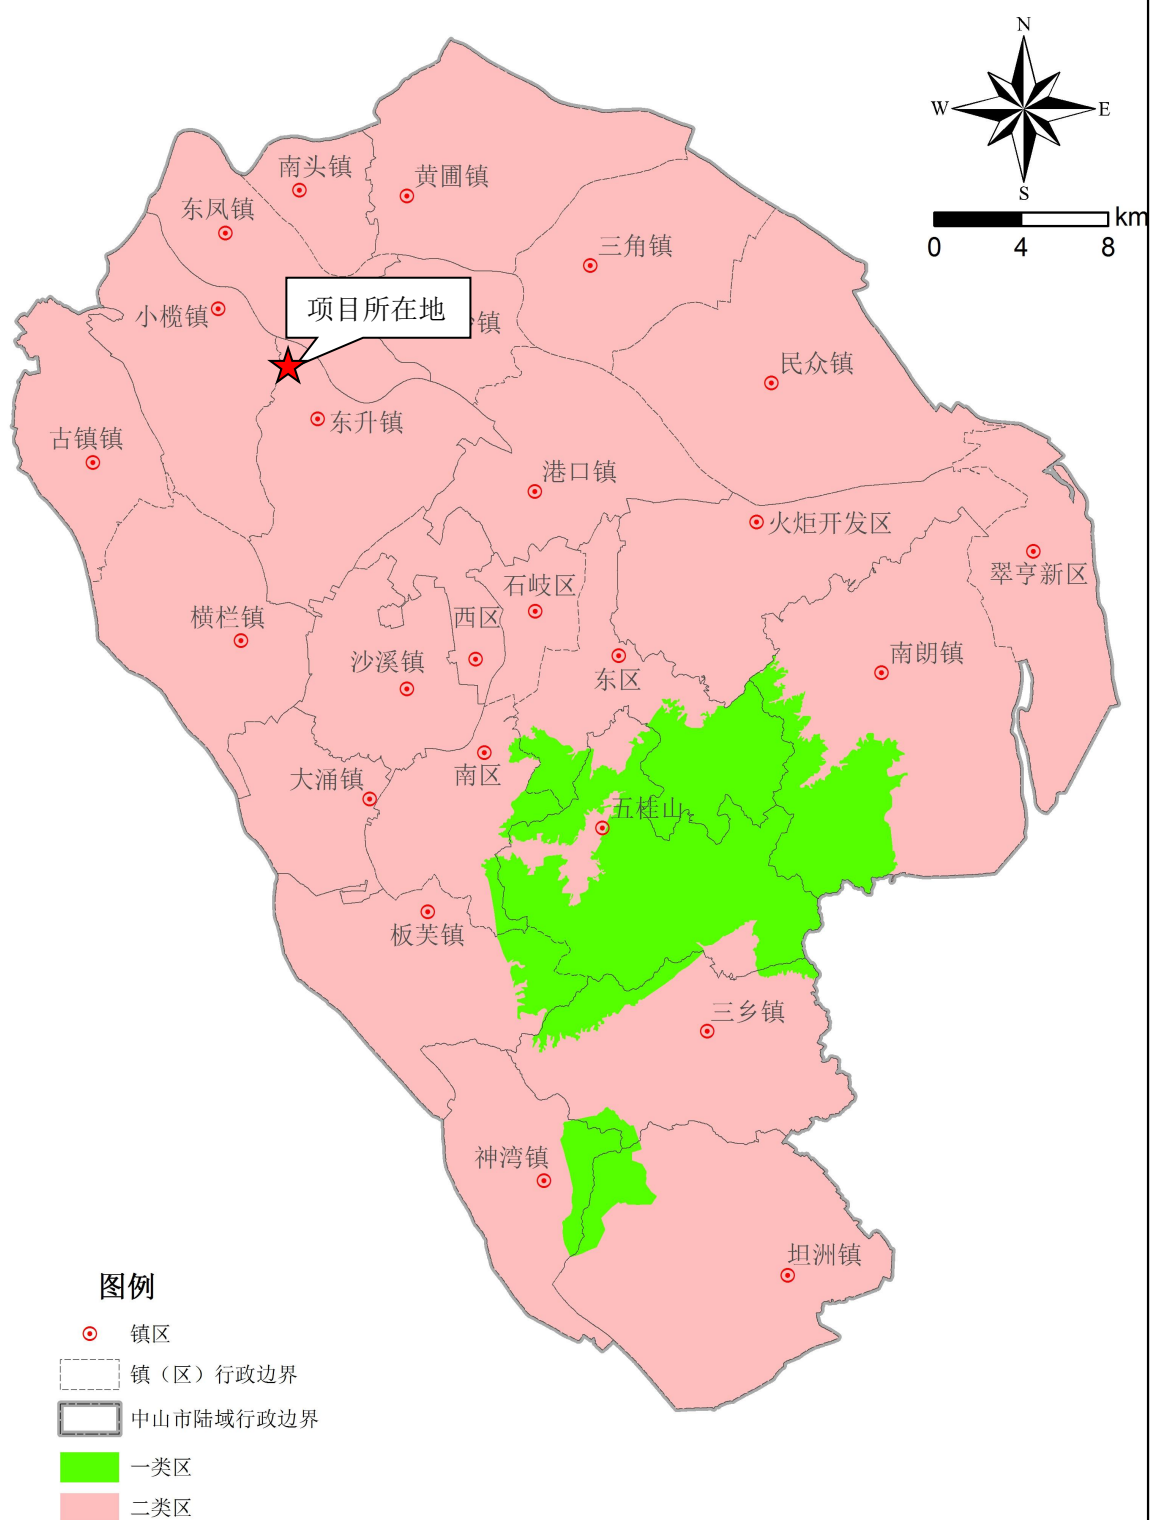 N
W
E
S
km
0 4 8
南头镇
黄圃镇
东凤镇
三角镇
小榄镇
项目所在地
镇
民众镇
东升镇
古镇镇
港口镇
火炬开发区
翠亨新区
石岐区
横栏镇
西区
沙溪镇
南朗镇
东区
南区
大涌镇
五桂山
板芙镇
三乡镇
神湾镇
坦洲镇
图例
镇区
镇（区）行政边界
中山市陆域行政边界
一类区
二类区